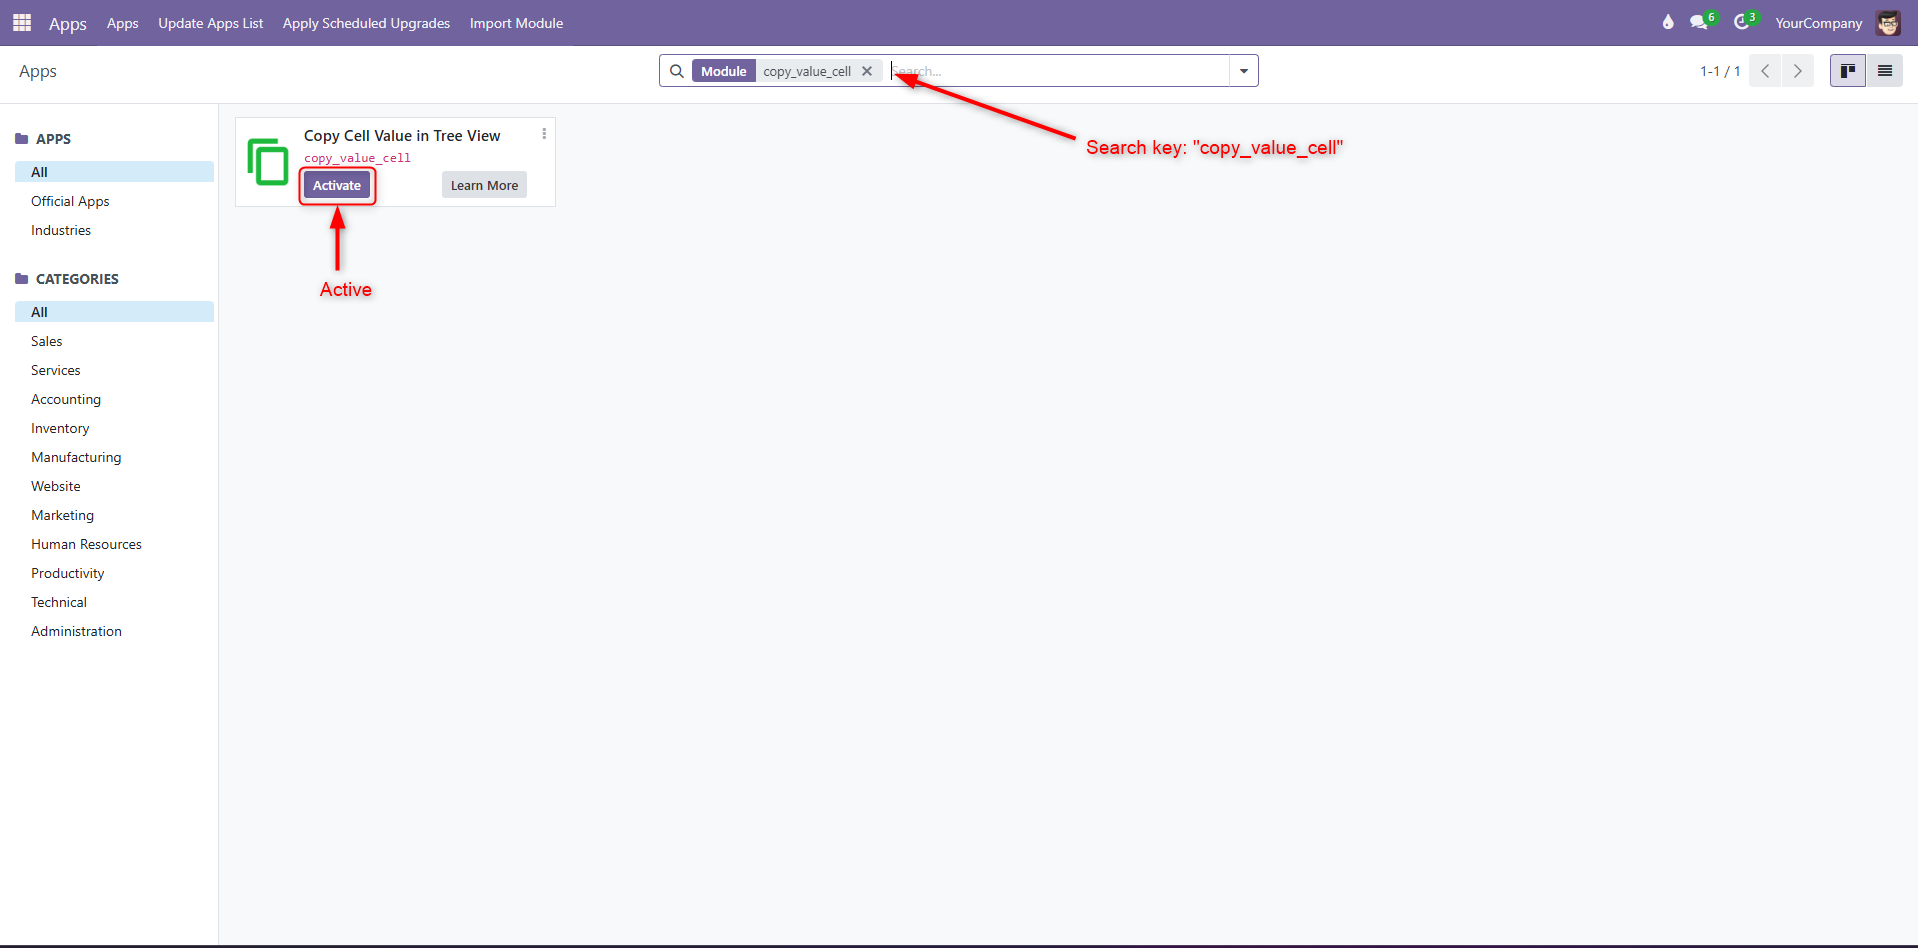 Apps Apps Update Apps List Apply Scheduled Upgrades Import Module 6 3 YourCompany
Apps Module copy_value_cell Search... 1-1 / 1
Search key: "copy_value_cell"
APPS
All
Official Apps
Industries
CATEGORIES
All
Sales
Services
Accounting
Inventory
Manufacturing
Website
Marketing
Human Resources
Productivity
Technical
Administration
Copy Cell Value in Tree View
copy_value_cell
Activate Learn More
Active